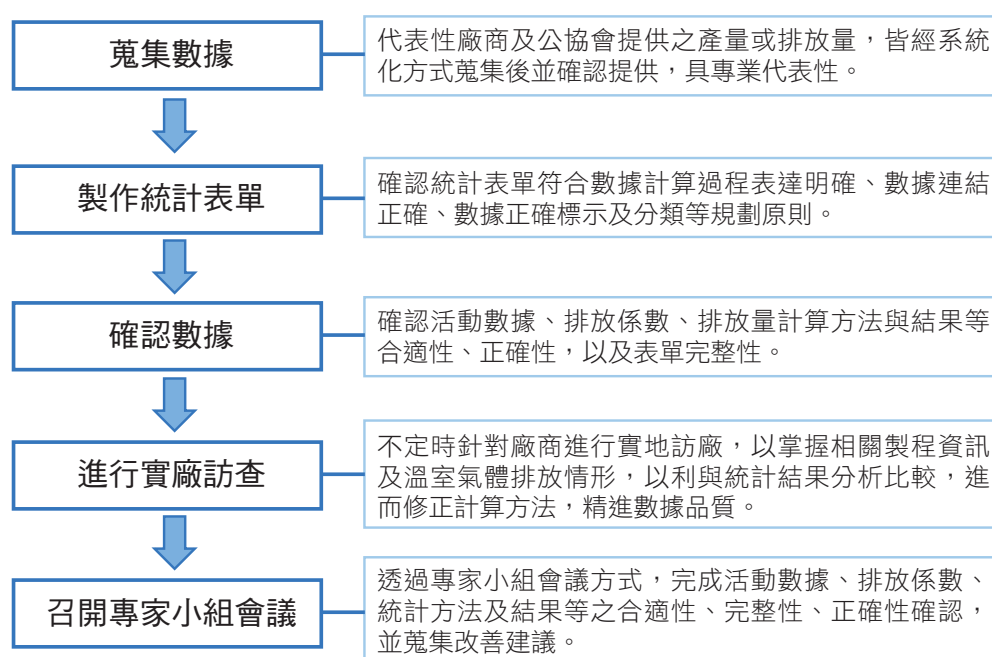 蒐集數據
代表性廠商及公協會提供之產量或排放量，皆經系統
化方式蒐集後並確認提供，具專業代表性。
製作統計表單
確認統計表單符合數據計算過程表達明確、數據連結
正確、數據正確標示及分類等規劃原則。
確認數據
確認活動數據、排放係數、排放量計算方法與結果等
合適性、正確性，以及表單完整性。
進行實廠訪查
不定時針對廠商進行實地訪廠，以掌握相關製程資訊
及溫室氣體排放情形，以利與統計結果分析比較，進
而修正計算方法，精進數據品質。
召開專家小組會議
透過專家小組會議方式，完成活動數據、排放係數、
統計方法及結果等之合適性、完整性、正確性確認，
並蒐集改善建議。